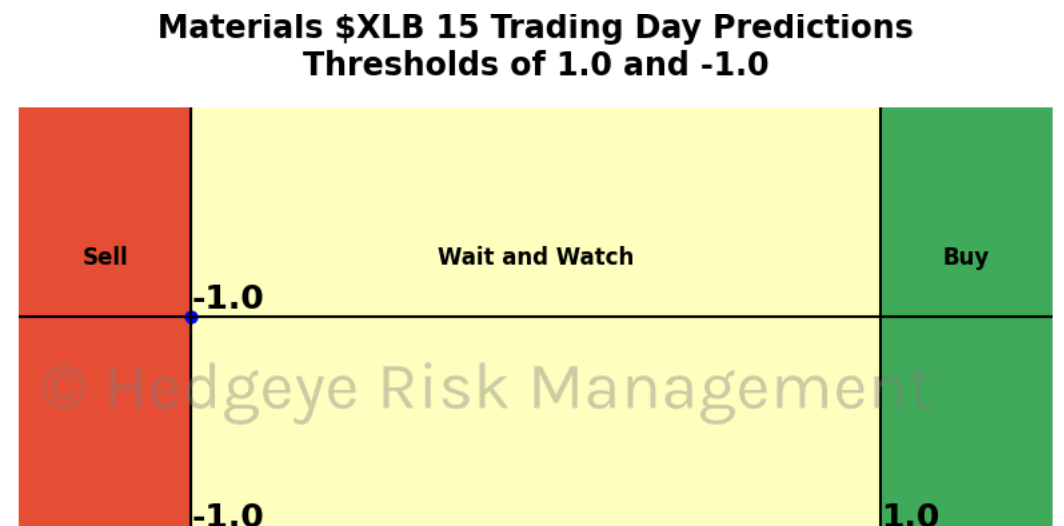 Materials $XLB 15 Trading Day Predictions
Thresholds of 1.0 and -1.0
Sell Wait and Watch Buy
-1.0
© Hedgeye Risk Management
-1.0 1.0